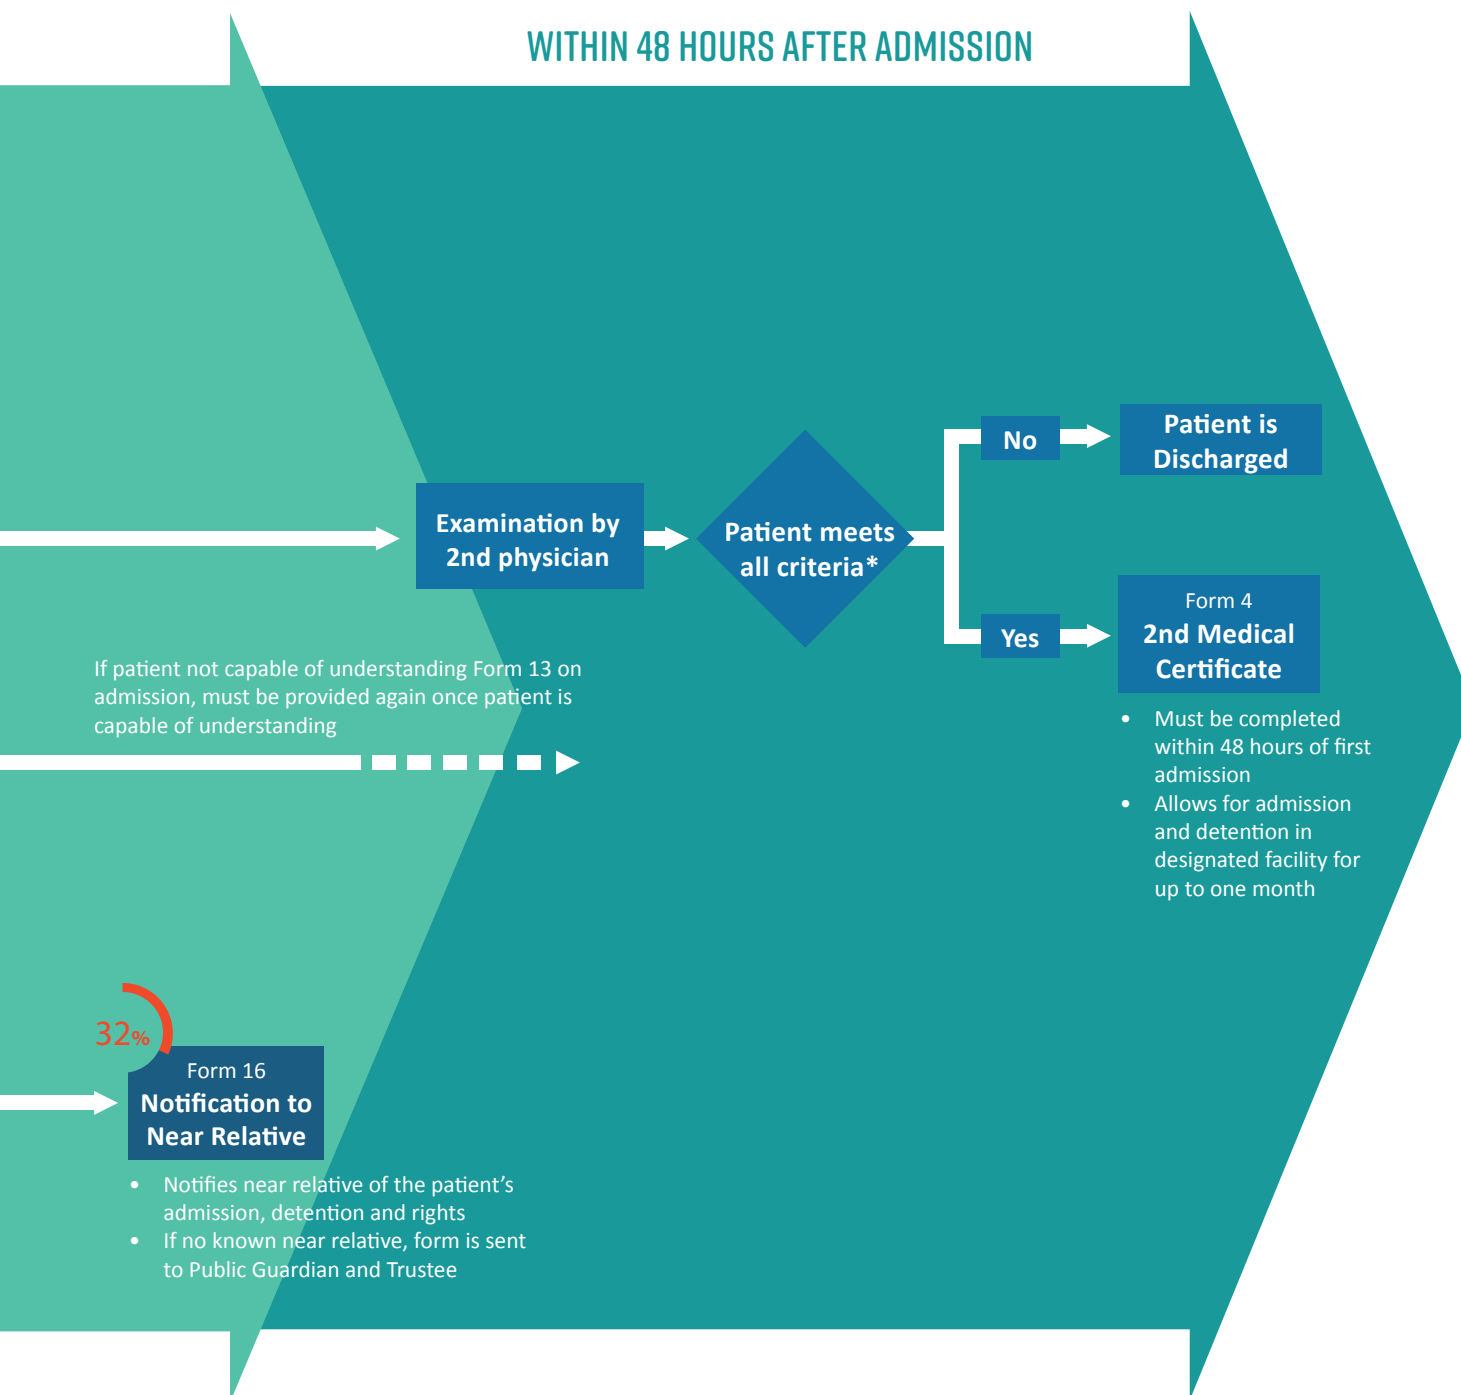 WITHIN 48 HOURS AFTER ADMISSION
Examination by
2nd physician
Patient meets
all criteria*
No
Patient is
Discharged
Yes
Form 4
2nd Medical
Certificate
• Must be completed
within 48 hours of first
admission
• Allows for admission
and detention in
designated facility for
up to one month
If patient not capable of understanding Form 13 on
admission, must be provided again once patient is
capable of understanding
32%
Form 16
Notification to
Near Relative
• Notifies near relative of the patient’s
admission, detention and rights
• If no known near relative, form is sent
to Public Guardian and Trustee